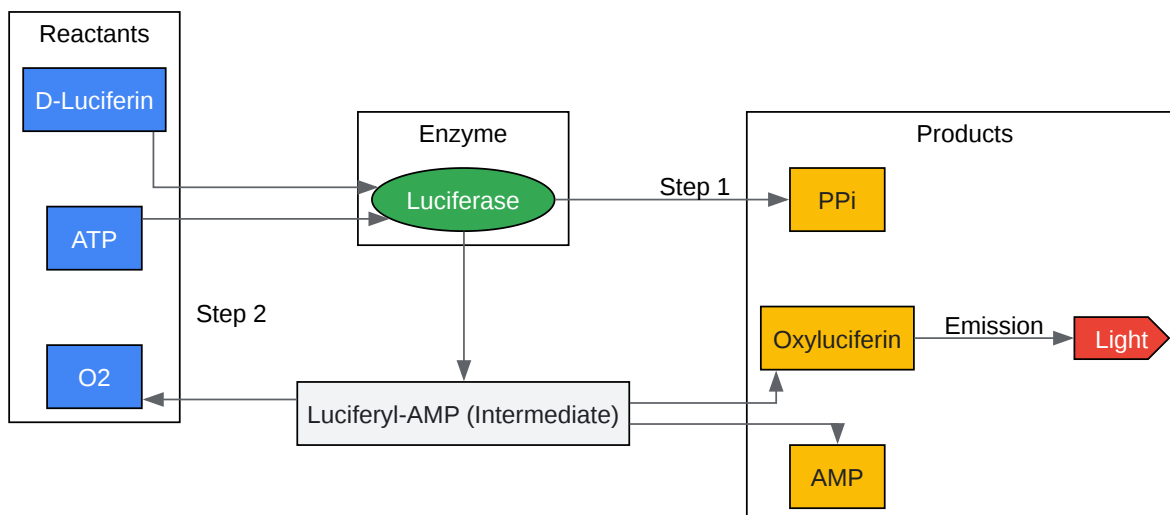 Reactants
D-Luciferin
ATP
O2
Step 2
Enzyme
Luciferase
Luciferyl-AMP (Intermediate)
Step 1
Products
PPi
Oxyluciferin
Emission
Light
AMP